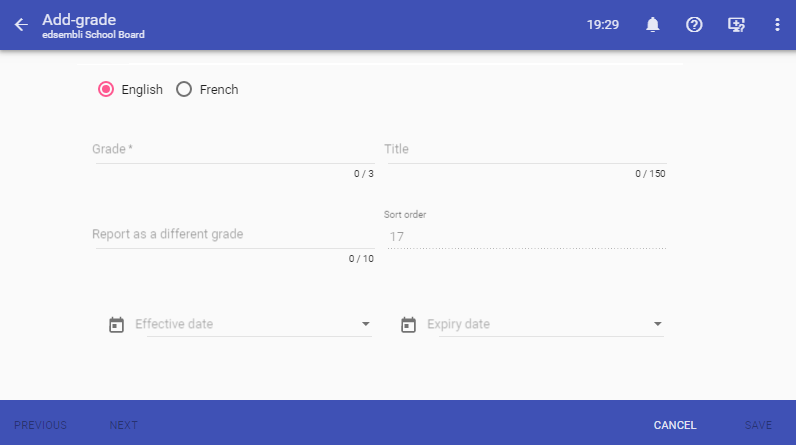 Add-grade
edsembli School Board
19:29
English French
Grade * Title
0 / 3 0 / 150
Sort order
Report as a different grade 17
0 / 10
Effective date Expiry date
PREVIOUS NEXT CANCEL SAVE